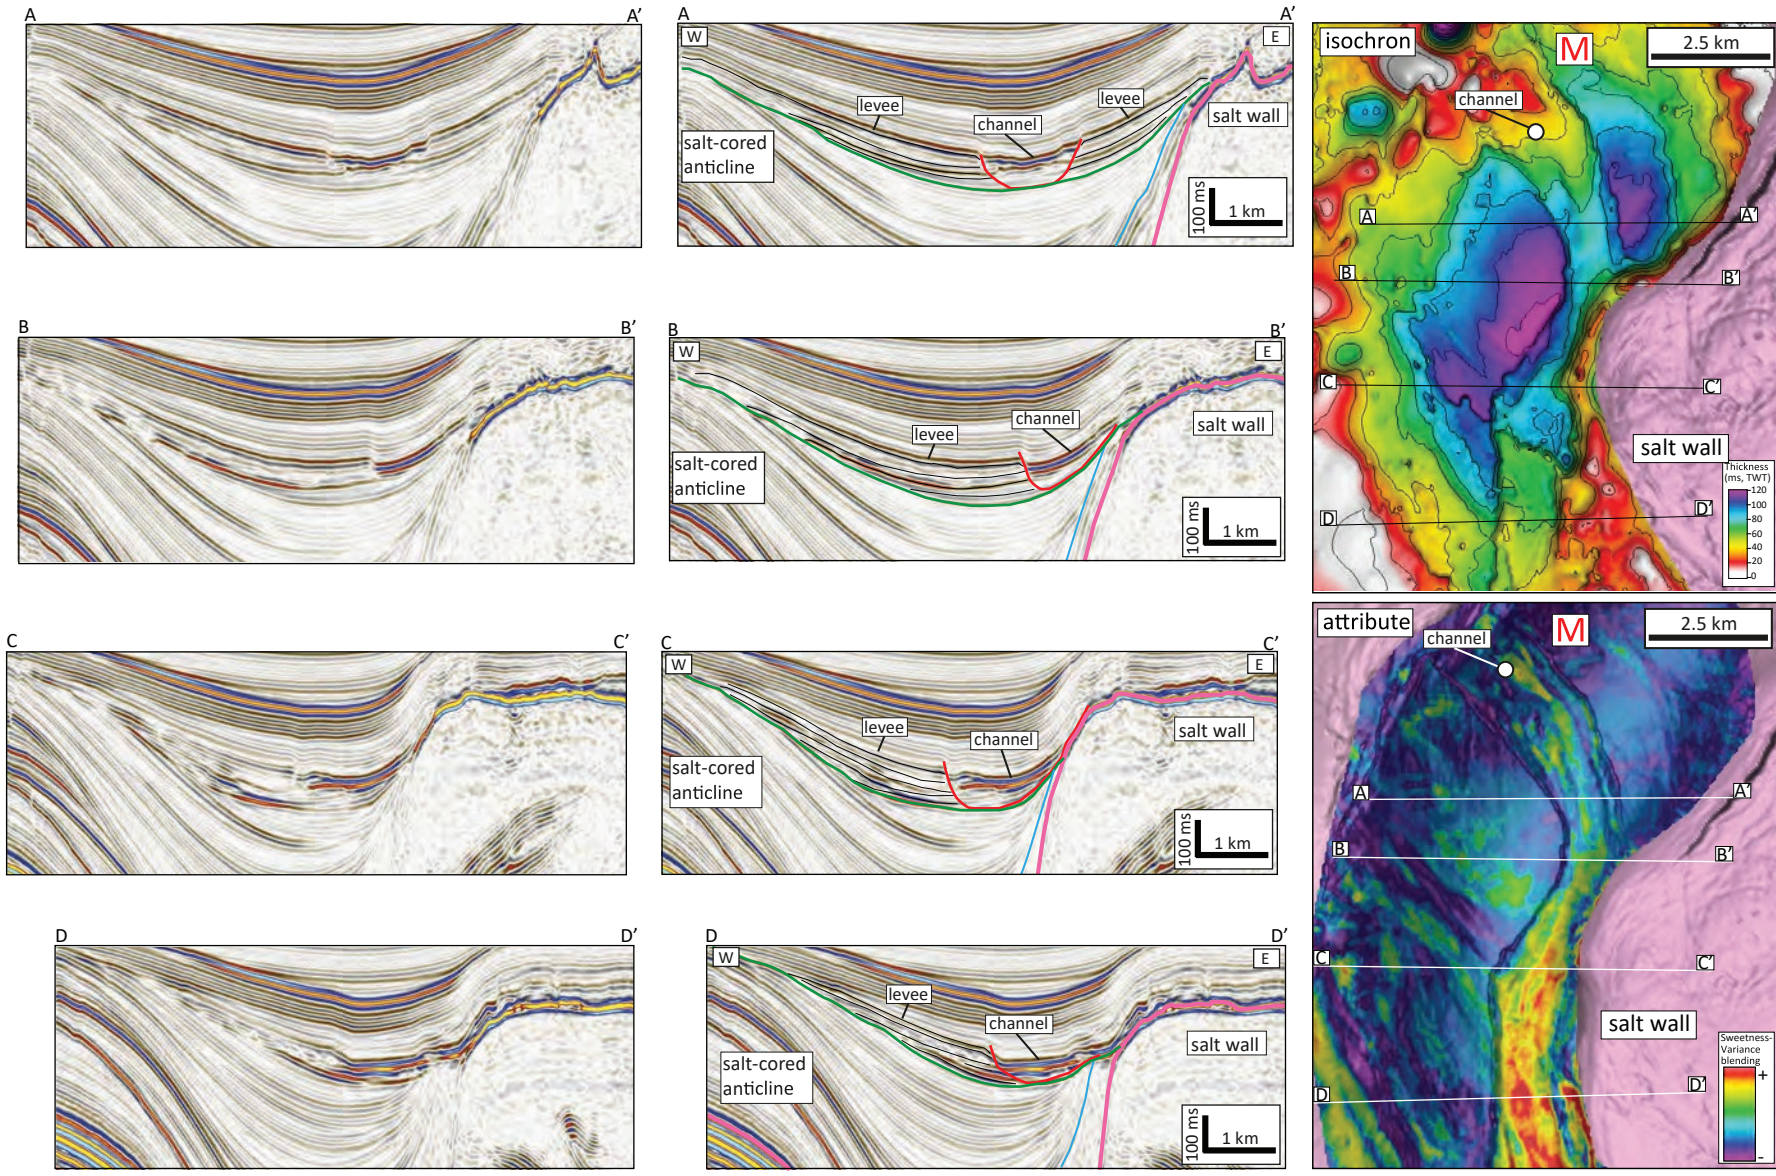 A
A'
A
A'
W
E
levee
levee
channel
salt wall
salt-cored
anticline
100 ms
1 km
B
B'
B
B'
W
E
channel
levee
salt wall
salt-cored
anticline
100 ms
1 km
C
C'
C
C'
W
E
levee
channel
salt wall
salt-cored
anticline
100 ms
1 km
D
D'
D
D'
W
E
levee
channel
salt wall
salt-cored
anticline
100 ms
1 km
isochron
M
2.5 km
channel
A
A'
B
B'
C
C'
salt wall
Thickness
(ms, TWT)
120
100
80
60
40
20
0
D
D'
attribute
M
2.5 km
channel
A
A'
B
B'
C
C'
salt wall
Sweetness-
Variance
blending
+
-
D
D'